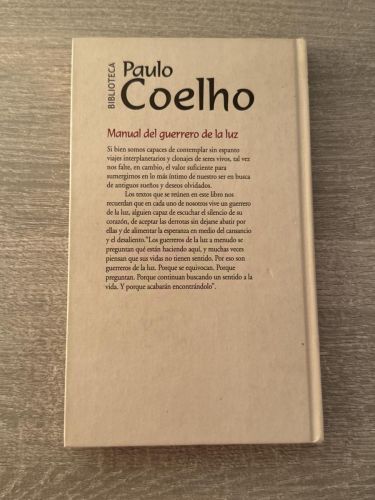 BIBLIOTECA
Paulo
Coelho
Manual del guerrero de la luz
Si bien somos capaces de contemplar sin espanto
viajes interplanetarios y clonajes de seres vivos, tal vez
nos falte, en cambio, el valor suficiente para
sumergirnos en lo más íntimo de nuestro ser en busca
de antiguos sueños y deseos olvidados.
Los textos que se reúnen en este libro nos
recuerdan que en cada uno de nosotros vive un guerrero
de la luz, alguien capaz de escuchar el silencio de su
corazón, de aceptar las derrotas sin dejarse abatir por
ellas y de alimentar la esperanza en medio del cansancio
y el desaliento."Los guerreros de la luz a menudo se
preguntan qué están haciendo aquí, y muchas veces
piensan que sus vidas no tienen sentido. Por eso son
guerreros de la luz. Porque se equivocan. Porque
preguntan. Porque continúan buscando un sentido a la
vida. Y porque acabarán encontrándolo".